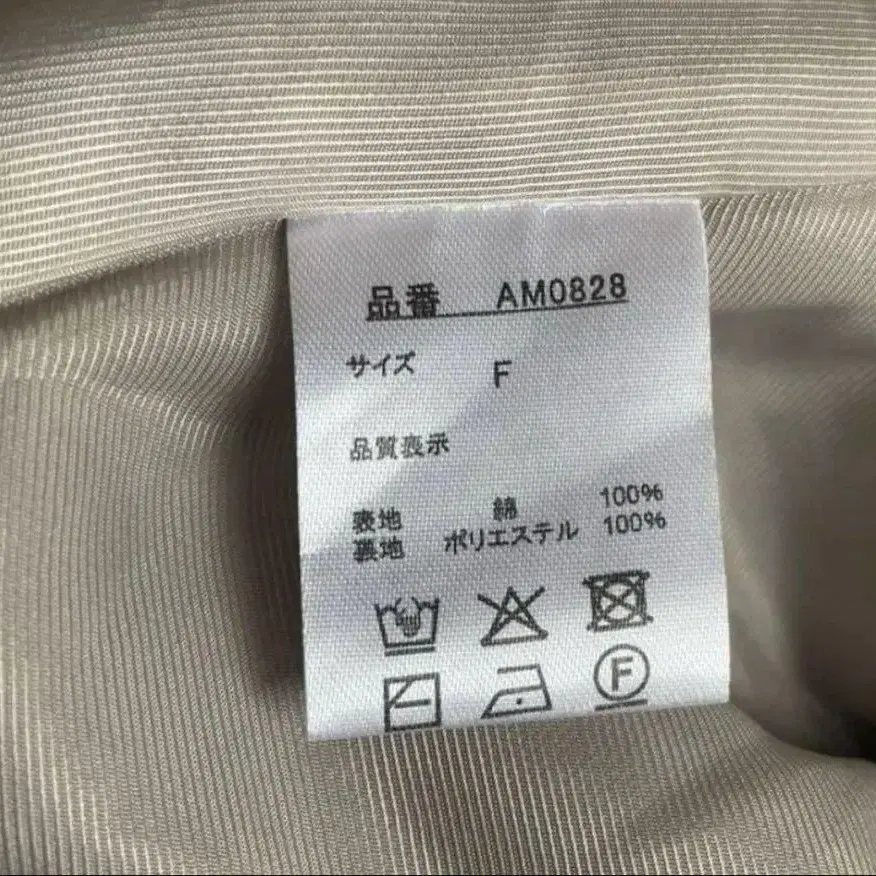 品番 AM0828
サイズ F
品質表示
表地 綿 100%
裏地 ポリエステル 100%
F